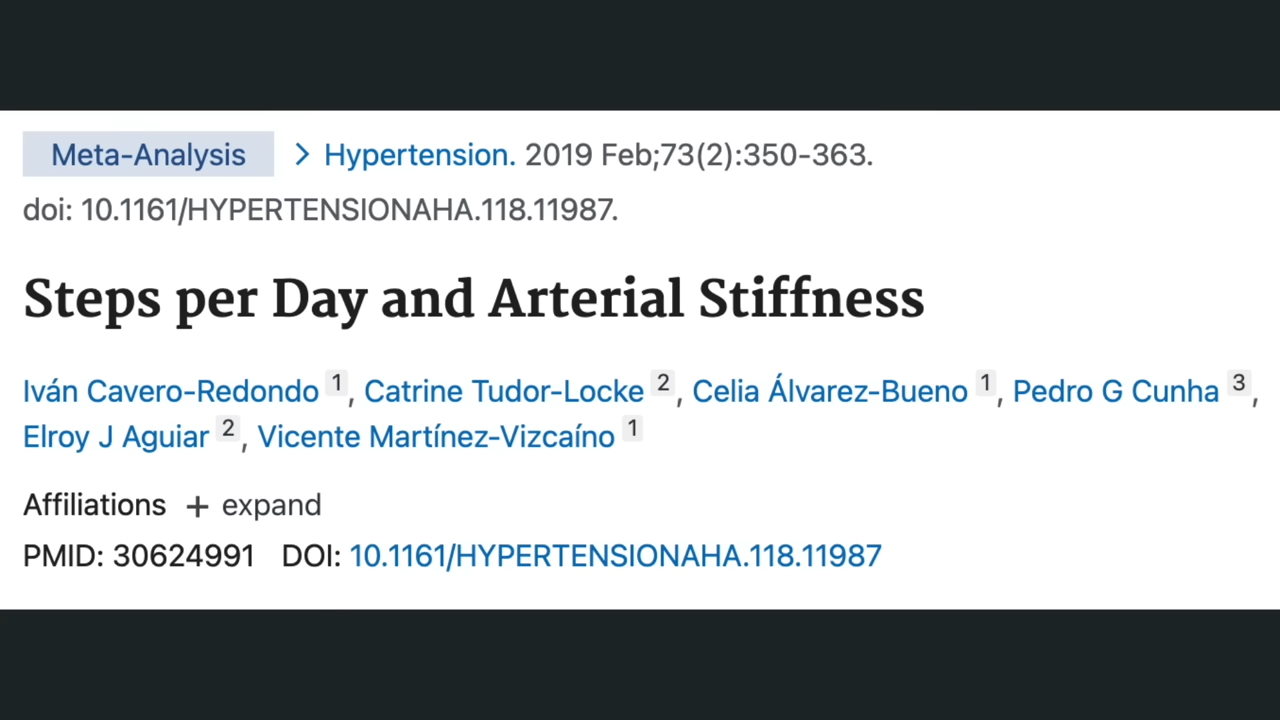 Meta-Analysis > Hypertension. 2019 Feb;73(2):350-363.
doi: 10.1161/HYPERTENSIONAHA.118.11987.
Steps per Day and Arterial Stiffness
Iván Cavero-Redondo 1, Catrine Tudor-Locke 2, Celia Álvarez-Bueno 1, Pedro G Cunha 3,
Elroy J Aguiar 2, Vicente Martínez-Vizcaíno 1
Affiliations + expand
PMID: 30624991 DOI: 10.1161/HYPERTENSIONAHA.118.11987